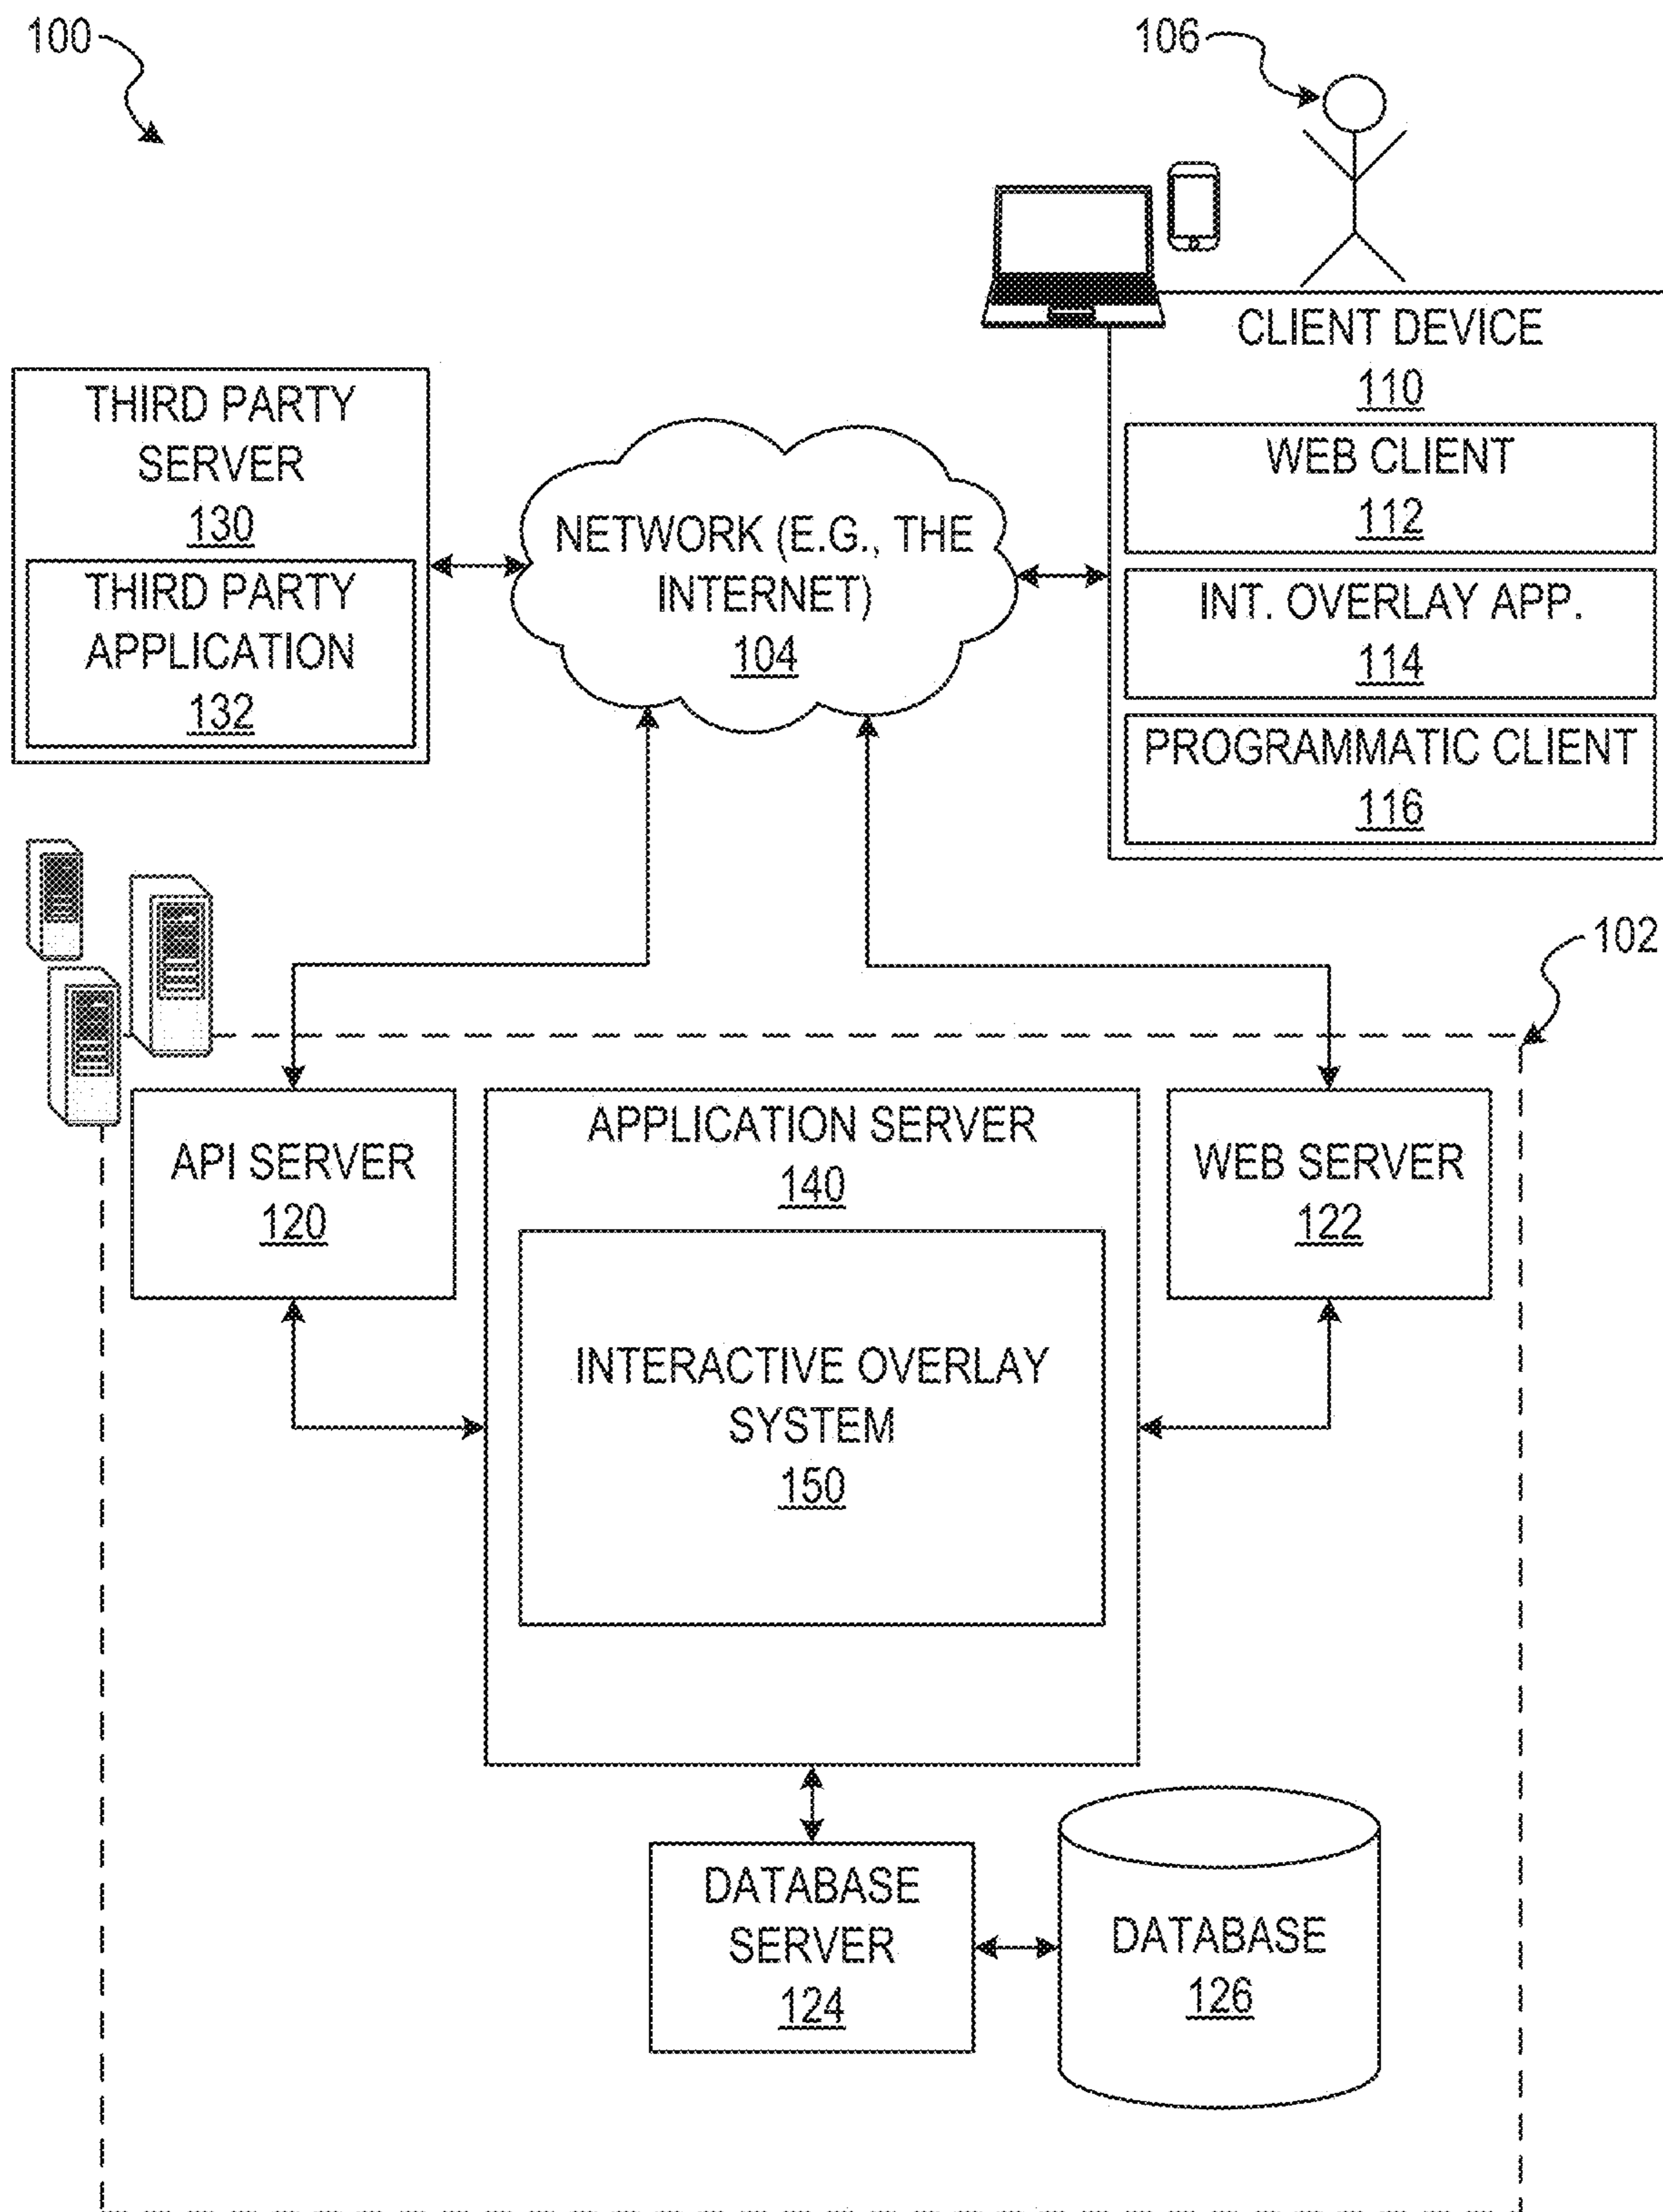 100
106
CLIENT DEVICE
110
WEB CLIENT
112
INT. OVERLAY APP.
114
PROGRAMMATIC CLIENT
116
THIRD PARTY
SERVER
130
THIRD PARTY
APPLICATION
132
NETWORK (E.G., THE
INTERNET)
104
102
API SERVER
120
APPLICATION SERVER
140
INTERACTIVE OVERLAY
SYSTEM
150
WEB SERVER
122
DATABASE
SERVER
124
DATABASE
126